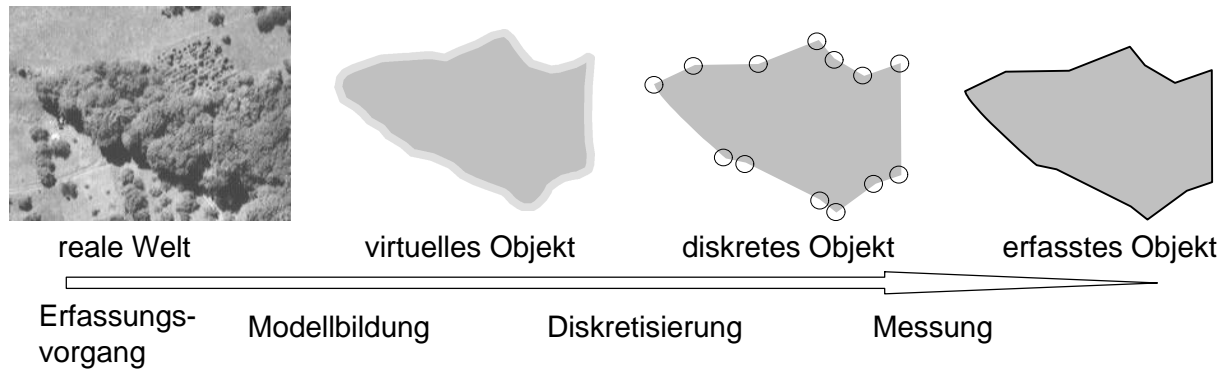 reale Welt
virtuelles Objekt
diskretes Objekt
erfasstes Objekt
Erfassungs-
vorgang
Modellbildung
Diskretisierung
Messung